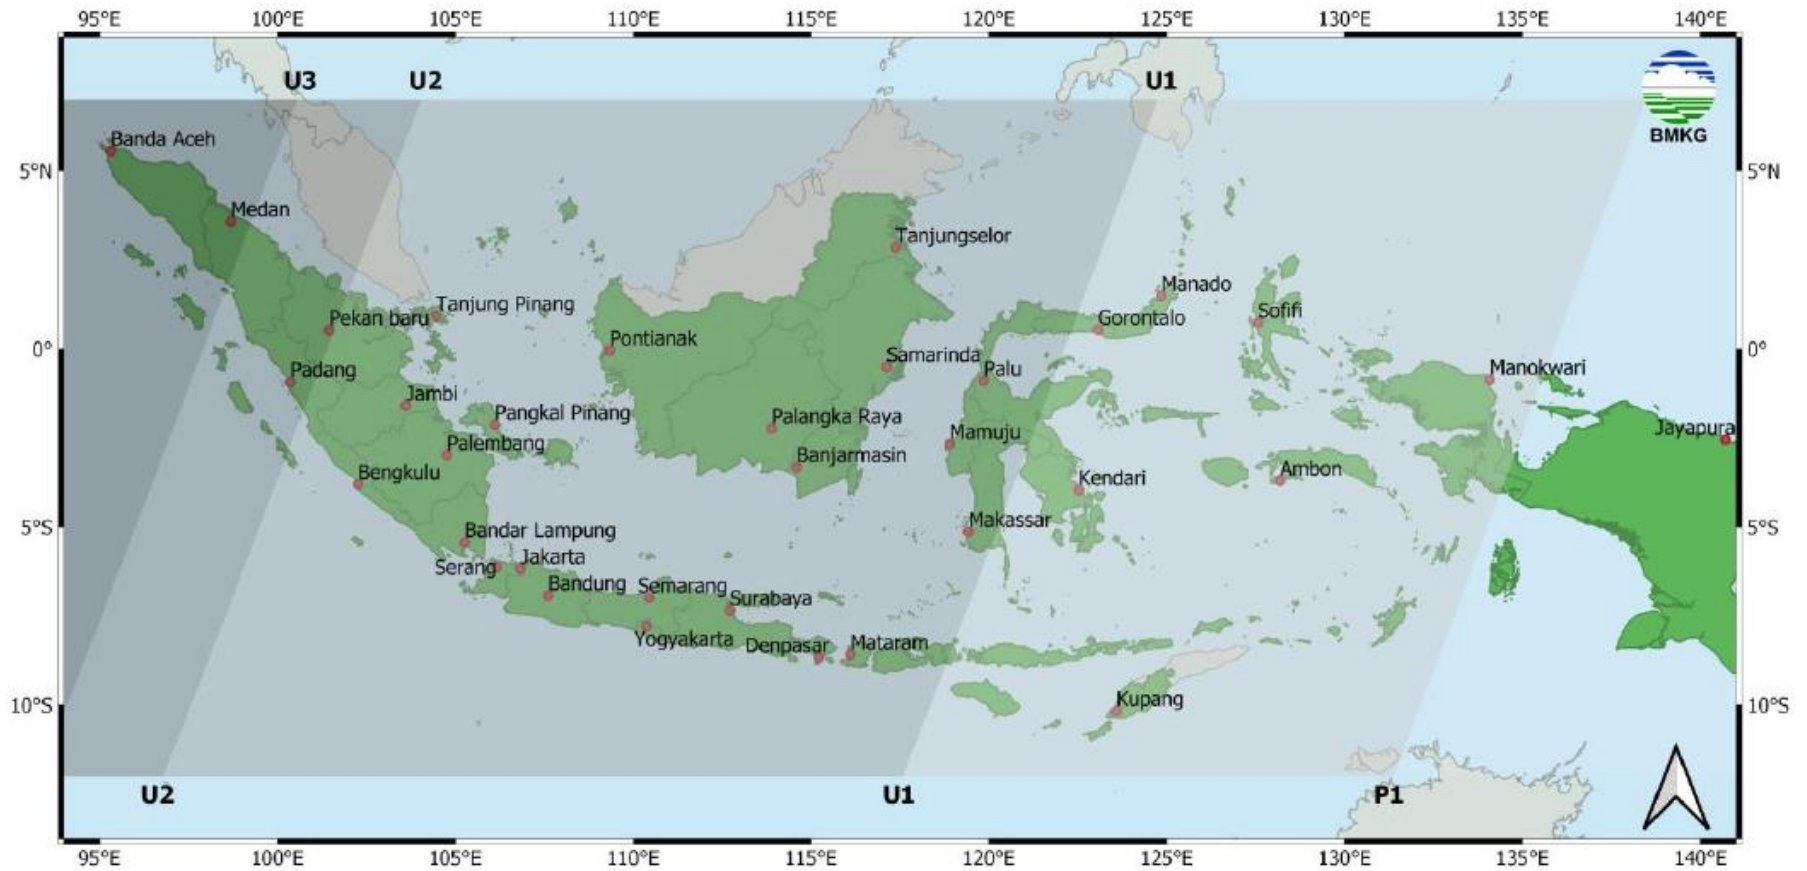 95°E 100°E 105°E 110°E 115°E 120°E 125°E 130°E 135°E 140°E
U3 U2 U1
BMKG
Banda Aceh
5°N 5°N
Medan
Tanjungselor
Manado
Tanjung Pinang
Pekan baru Gorontalo Sofifi
Pontianak
0° 0°
Samarinda
Padang Palu Manokwari
Jambi
Pangkal Pinang Palangka Raya
Jayapura
Palembang Mamuju
Banjarmasin
Bengkulu Kendari Ambon
Makassar
5°S 5°S
Bandar Lampung
Jakarta
Serang
Bandung Semarang
Surabaya
Yogyakarta Denpasar Mataram
Kupang
10°S 10°S
U2 U1 P1
95°E 100°E 105°E 110°E 115°E 120°E 125°E 130°E 135°E 140°E